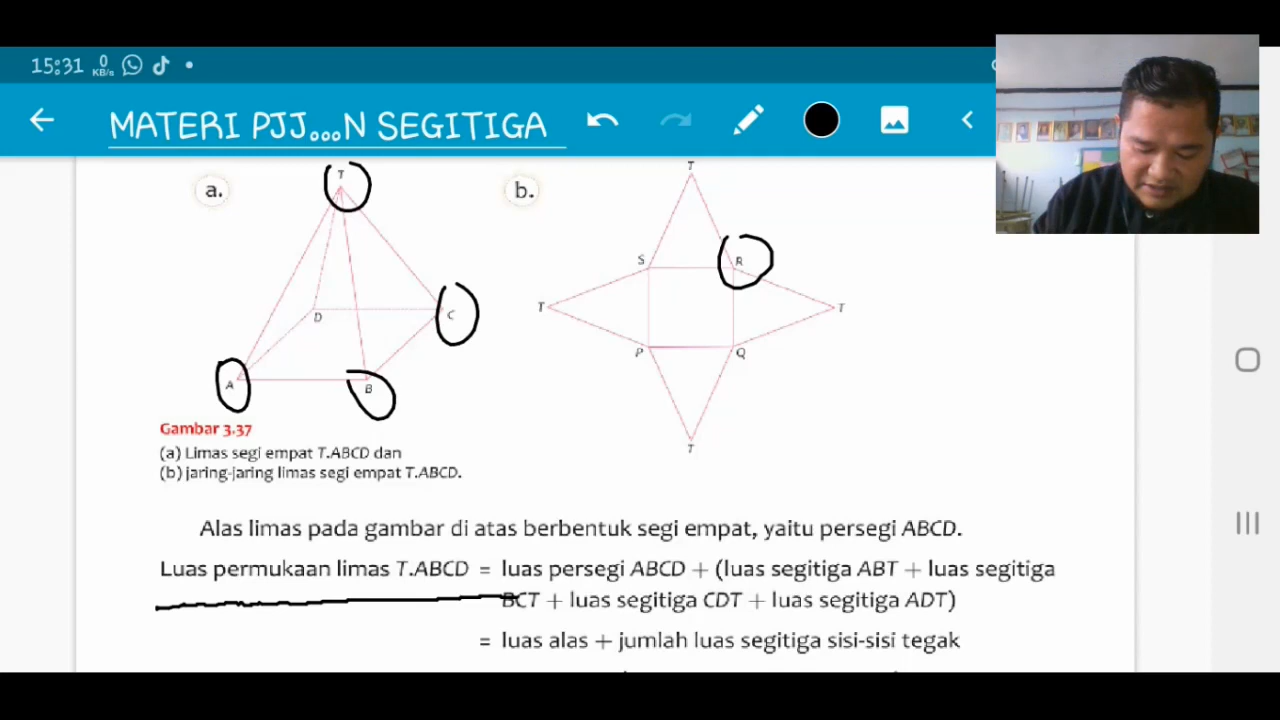 15:31 0 KB/s
MATERI PJJ...N SEGITIGA
a.
T
D
C
A
B
b.
T
S
R
T
T
P
Q
T
Gambar 3.37
(a) Limas segi empat T.ABCD dan
(b) jaring-jaring limas segi empat T.ABCD.
Alas limas pada gambar di atas berbentuk segi empat, yaitu persegi ABCD.
Luas permukaan limas T.ABCD = luas persegi ABCD + (luas segitiga ABT + luas segitiga
BCT + luas segitiga CDT + luas segitiga ADT)
= luas alas + jumlah luas segitiga sisi-sisi tegak